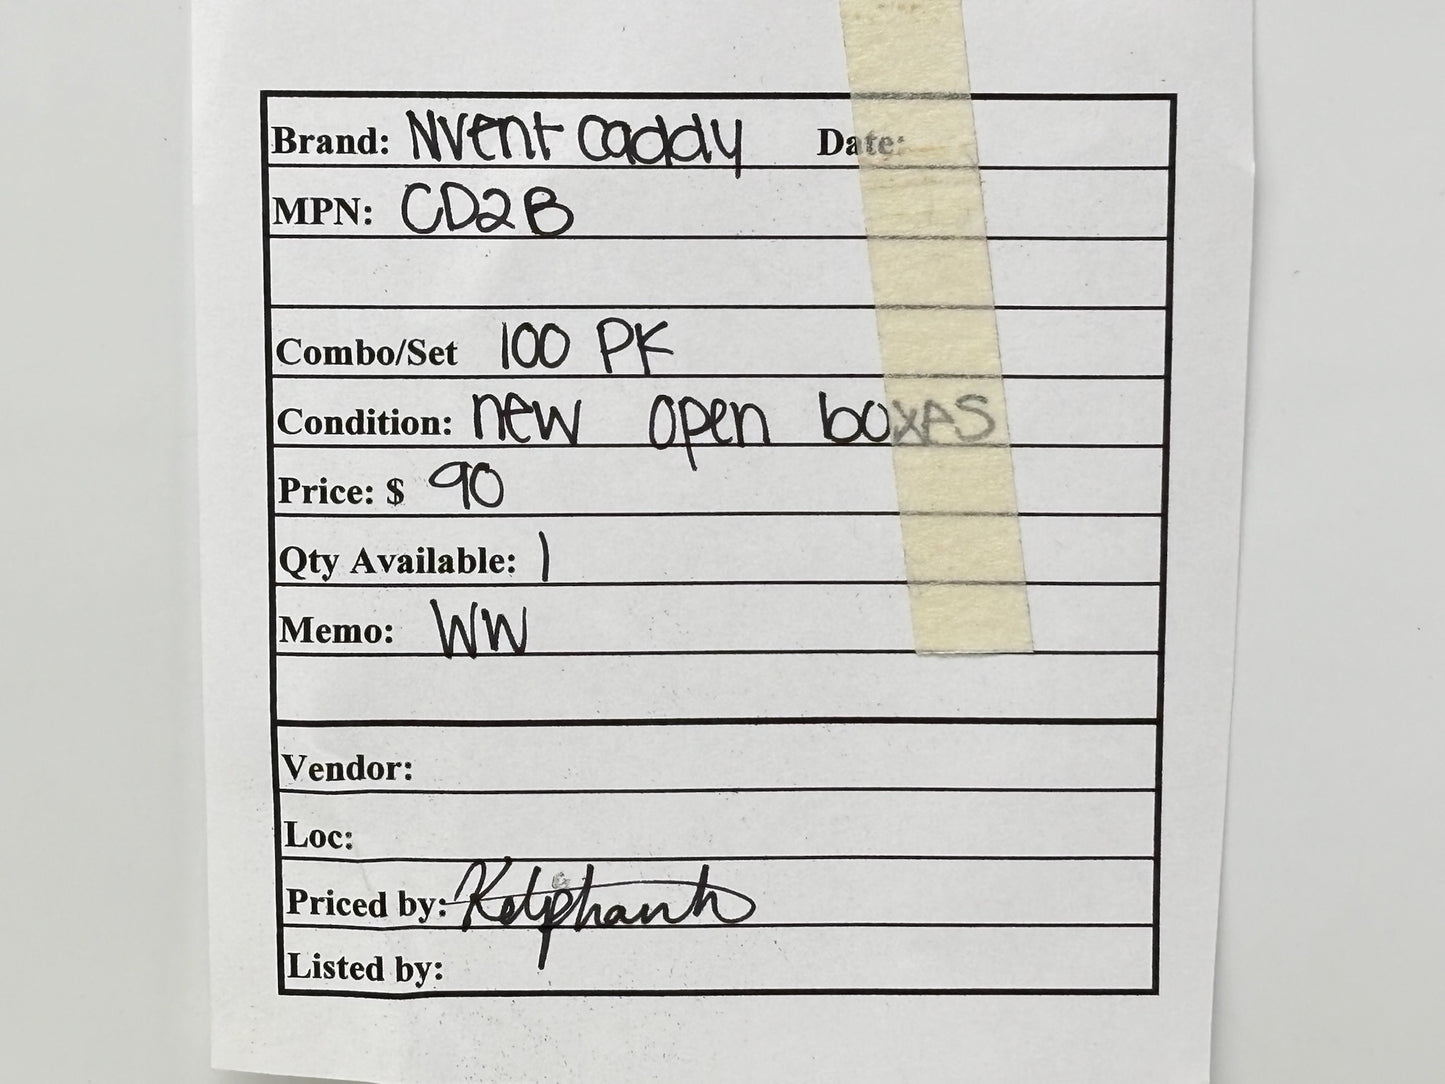 Brand: Nvent caddy Date:
MPN: CD2B
Combo/Set 100 PK
Condition: new open boxes
Price: $ 90
Qty Available: 1
Memo: WW
Vendor:
Loc:
Priced by:
Listed by: